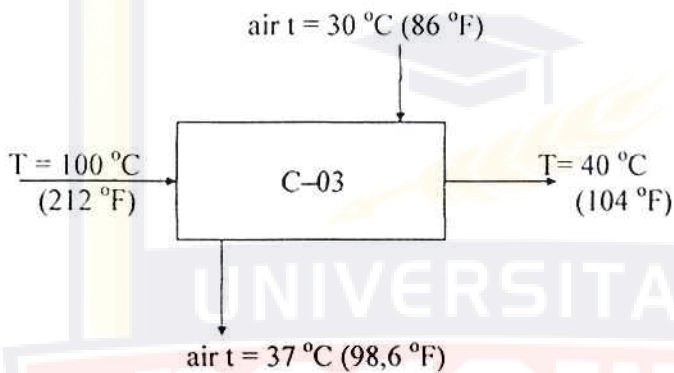 air t = 30 °C (86 °F)
T = 100 °C
(212 °F)
C–03
T= 40 °C
(104 °F)
UNIVERSITA
air t = 37 °C (98,6 °F)